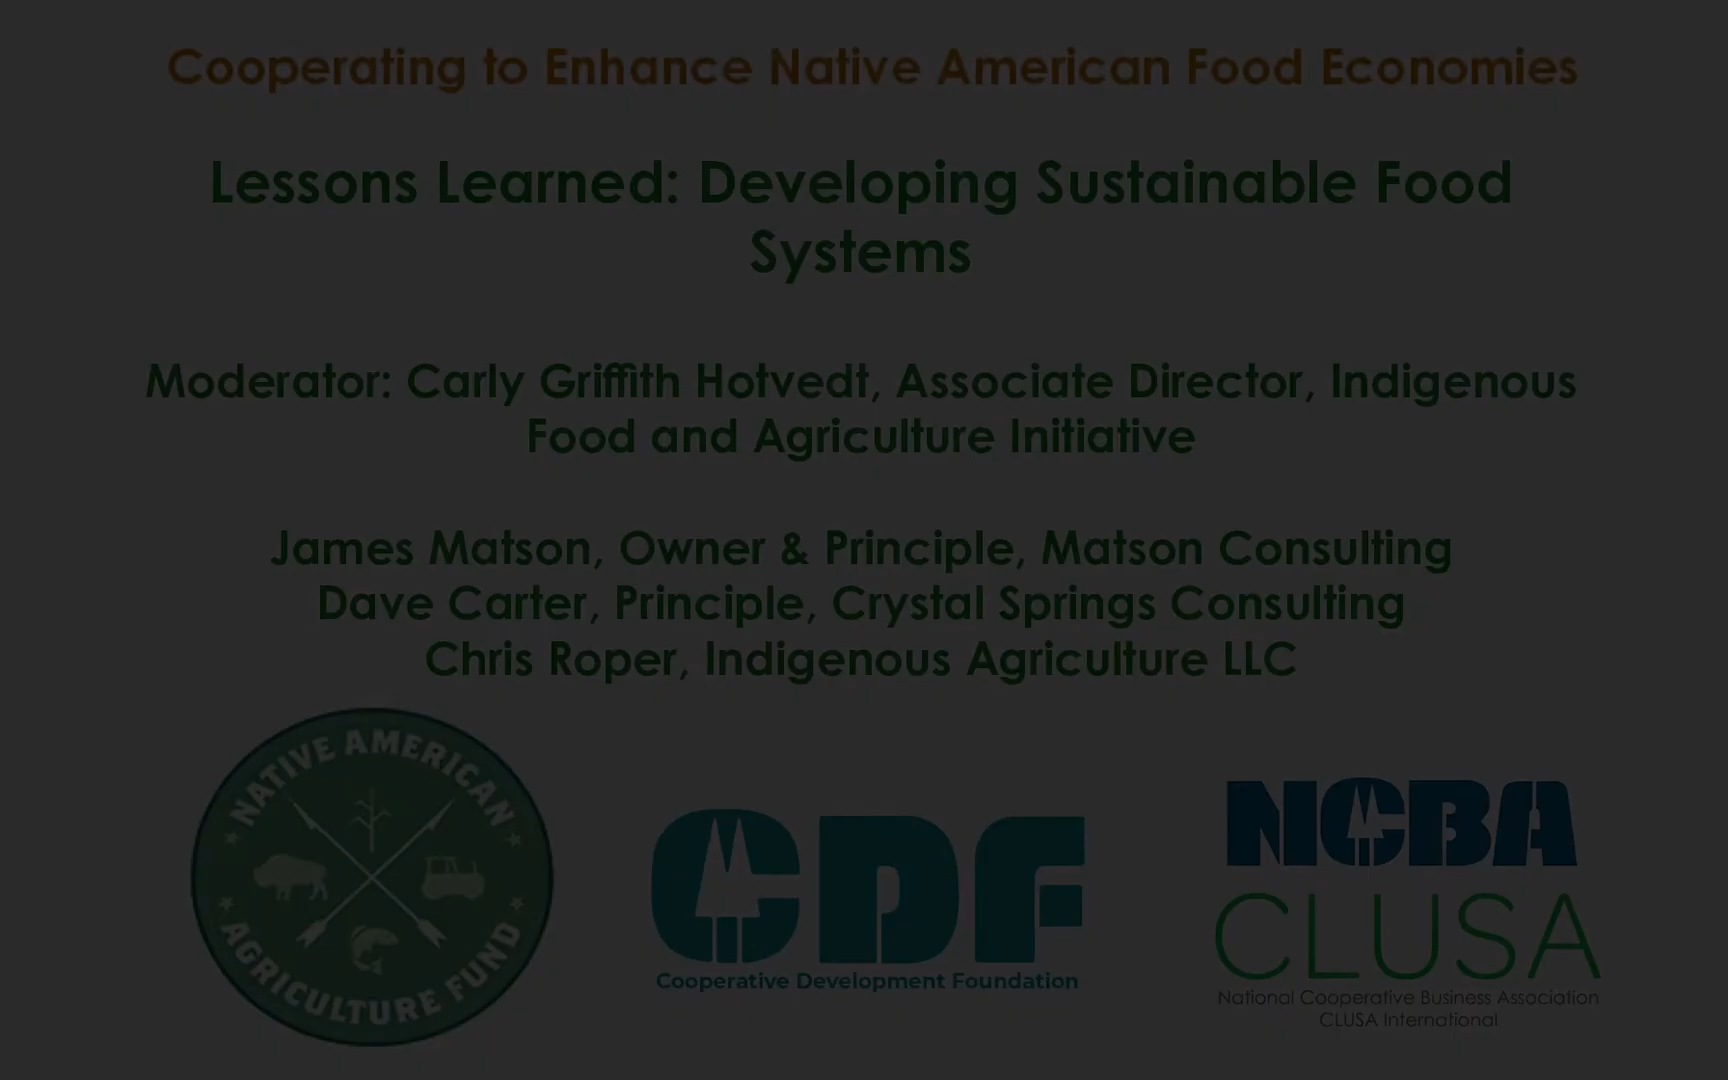 Cooperating to Enhance Native American Food Economies
Lessons Learned: Developing Sustainable Food
Systems
Moderator: Carly Griffith Hotvedt, Associate Director, Indigenous
Food and Agriculture Initiative
James Matson, Owner & Principle, Matson Consulting
Dave Carter, Principle, Crystal Springs Consulting
Chris Roper, Indigenous Agriculture LLC
NATIVE AMERICAN
AGRICULTURE FUND
CDF
Cooperative Development Foundation
NCBA
CLUSA
National Cooperative Business Association
CLUSA International